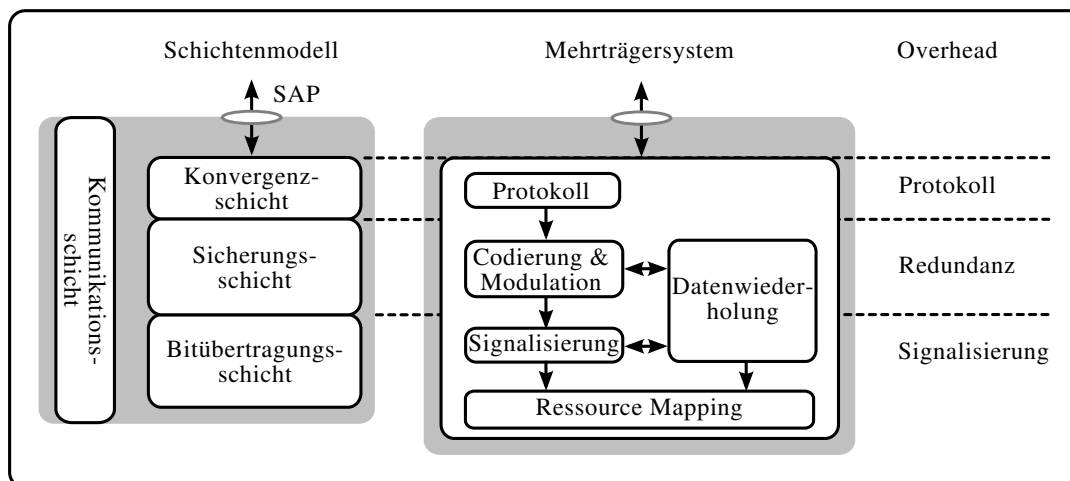 Schichtenmodell
Mehrträgersystem
Overhead
SAP
Kommunikations-
schicht
Konvergenz-
schicht
Sicherungs-
schicht
Bitübertragungs-
schicht
Protokoll
Codierung &
Modulation
Datenwieder-
holung
Signalisierung
Ressource Mapping
Protokoll
Redundanz
Signalisierung